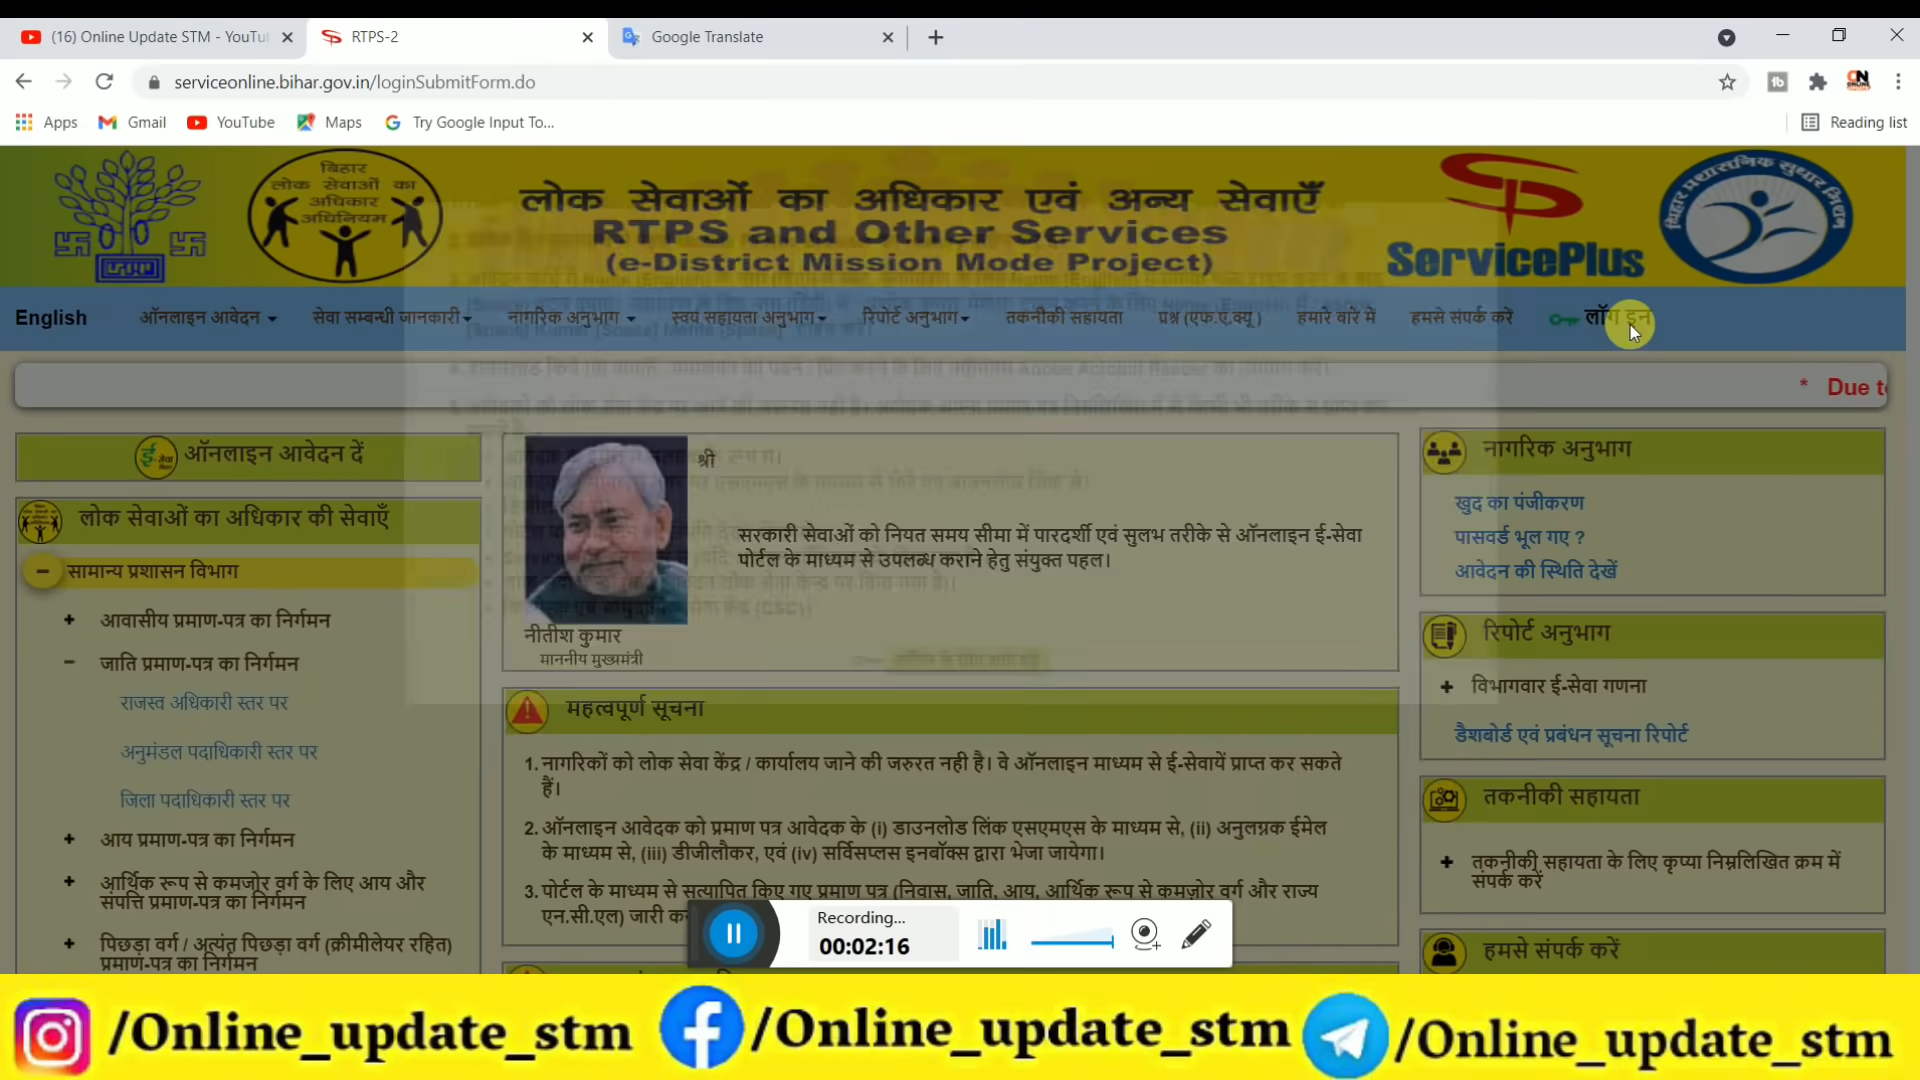 (16) Online Update STM - YouTu
RTPS-2
Google Translate
serviceonline.bihar.gov.in/loginSubmitForm.do
Apps
Gmail
YouTube
Maps
Try Google Input To...
Reading list
बिहार
लोक सेवाओं का
अधिकार
अधिनियम
लोक सेवाओं का अधिकार एवं अन्य सेवाएँ
RTPS and Other Services
(e-District Mission Mode Project)
ServicePlus
बिहार प्रशासनिक सुधार मिशन
English
ऑनलाइन आवेदन
सेवा सम्बन्धी जानकारी
नागरिक अनुभाग
स्वयं सहायता अनुभाग
रिपोर्ट अनुभाग
तकनीकी सहायता
प्रश्न (एफ.ए.क्यू)
हमारे बारे में
हमसे संपर्क करें
लॉग इन
* Due to
ऑनलाइन आवेदन दें
लोक सेवाओं का अधिकार की सेवाएँ
सामान्य प्रशासन विभाग
आवासीय प्रमाण-पत्र का निर्गमन
जाति प्रमाण-पत्र का निर्गमन
राजस्व अधिकारी स्तर पर
अनुमंडल पदाधिकारी स्तर पर
जिला पदाधिकारी स्तर पर
आय प्रमाण-पत्र का निर्गमन
आर्थिक रूप से कमजोर वर्ग के लिए आय और
संपत्ति प्रमाण-पत्र का निर्गमन
पिछड़ा वर्ग / अत्यंत पिछड़ा वर्ग (क्रीमीलेयर रहित)
प्रमाण-पत्र का निर्गमन
श्री
सरकारी सेवाओं को नियत समय सीमा में पारदर्शी एवं सुलभ तरीके से ऑनलाइन ई-सेवा
पोर्टल के माध्यम से उपलब्ध कराने हेतु संयुक्त पहल।
नीतीश कुमार
माननीय मुख्यमंत्री
महत्वपूर्ण सूचना
1. नागरिकों को लोक सेवा केंद्र / कार्यालय जाने की जरुरत नही है। वे ऑनलाइन माध्यम से ई-सेवायें प्राप्त कर सकते
हैं।
2. ऑनलाइन आवेदक को प्रमाण पत्र आवेदक के (i) डाउनलोड लिंक एसएमएस के माध्यम से, (ii) अनुलग्नक ईमेल
के माध्यम से, (iii) डीजीलौकर, एवं (iv) सर्विसप्लस इनबॉक्स द्वारा भेजा जायेगा।
3. पोर्टल के माध्यम से सत्यापित किए गए प्रमाण पत्र (निवास, जाति, आय, आर्थिक रूप से कमज़ोर वर्ग और राज्य
एन.सी.एल) जारी कर
नागरिक अनुभाग
खुद का पंजीकरण
पासवर्ड भूल गए ?
आवेदन की स्थिति देखें
रिपोर्ट अनुभाग
विभागवार ई-सेवा गणना
डैशबोर्ड एवं प्रबंधन सूचना रिपोर्ट
तकनीकी सहायता
तकनीकी सहायता के लिए कृप्या निम्नलिखित क्रम में
संपर्क करें
हमसे संपर्क करें
Recording...
00:02:16
/Online_update_stm
/Online_update_stm
/Online_update_stm